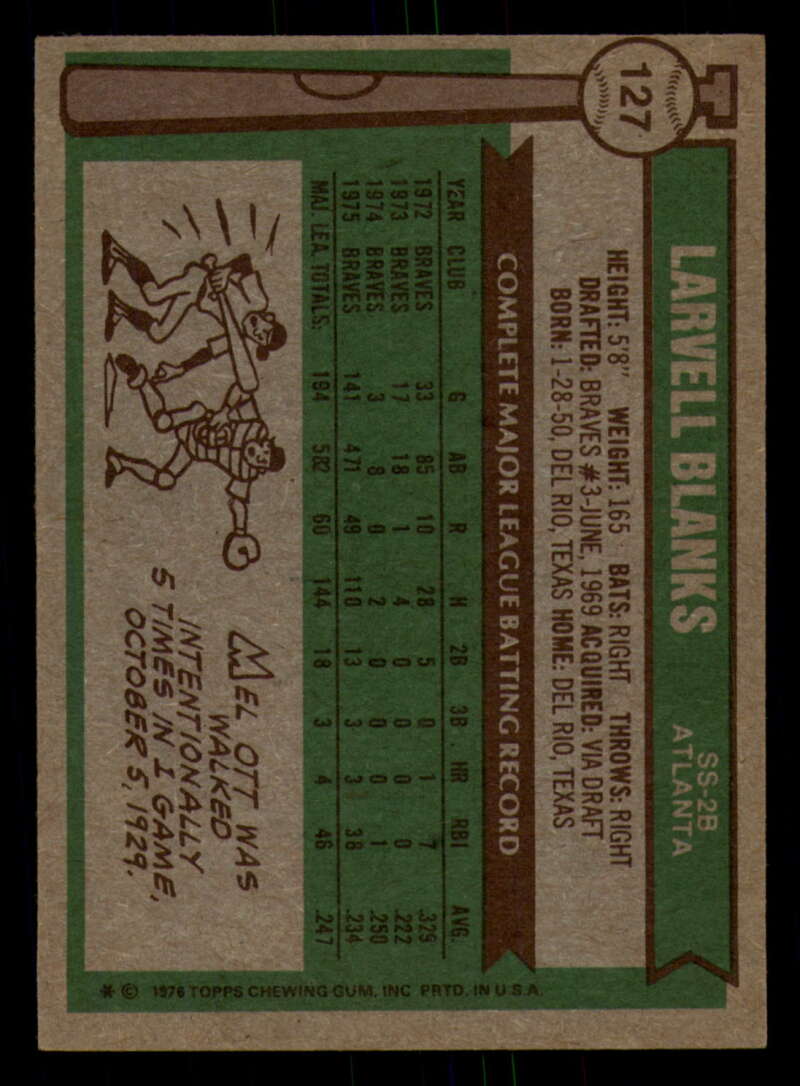 127
LARVELL BLANKS
SS-2B
ATLANTA
HEIGHT: 5'8" WEIGHT: 165 BATS: RIGHT THROWS: RIGHT
DRAFTED: BRAVES #3-JUNE, 1969 ACQUIRED: VIA DRAFT
BORN: 1-28-50, DEL RIO, TEXAS HOME: DEL RIO, TEXAS
COMPLETE MAJOR LEAGUE BATTING RECORD
YEAR CLUB G AB R H 2B 3B HR RBI AVG.
1972 BRAVES 33 85 10 28 5 0 1 7 .329
1973 BRAVES 17 18 1 4 0 0 0 0 .222
1974 BRAVES 3 8 0 2 0 0 0 1 .250
1975 BRAVES 141 471 49 110 13 3 3 38 .234
MAJ. LEA. TOTALS: 194 582 60 144 18 3 4 46 .247
MEL OTT WAS
WALKED
INTENTIONALLY
5 TIMES IN 1 GAME,
OCTOBER 5, 1929.
* © 1976 TOPPS CHEWING GUM, INC PRTD. IN U.S.A.